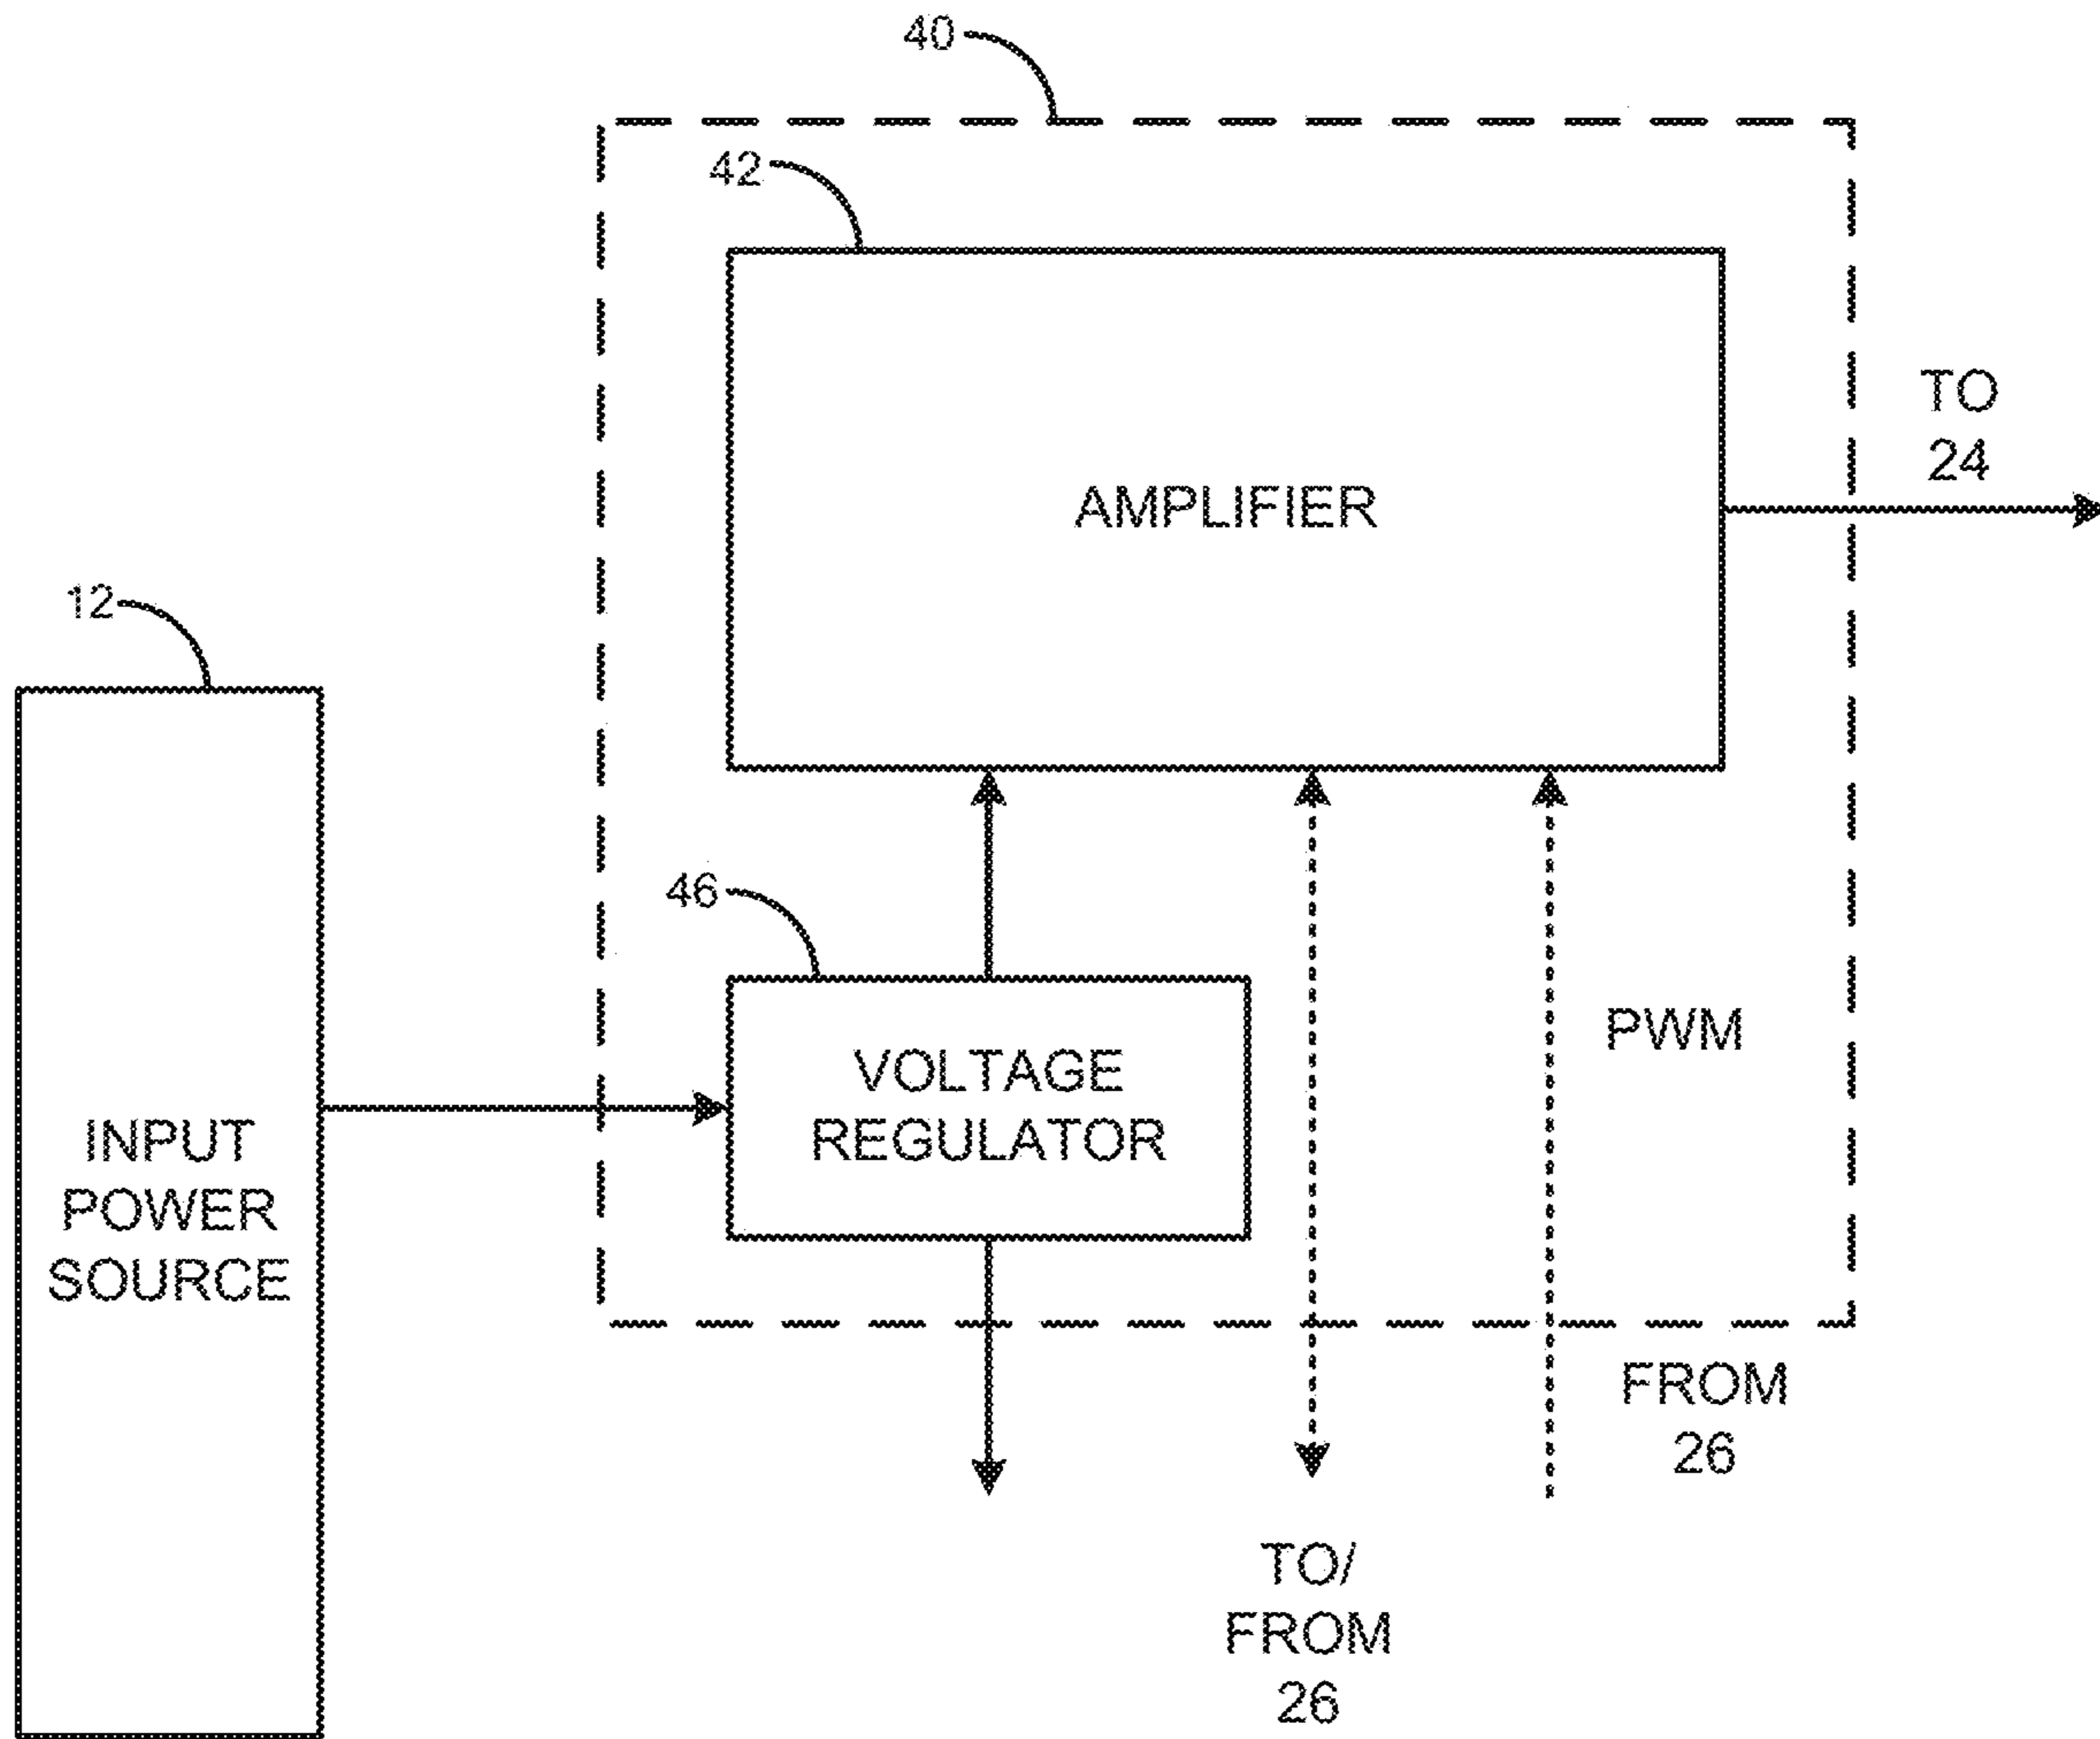 40
42
TO
24
AMPLIFIER
12
46
PWM
VOLTAGE
REGULATOR
INPUT
POWER
SOURCE
FROM
26
TO/
FROM
26